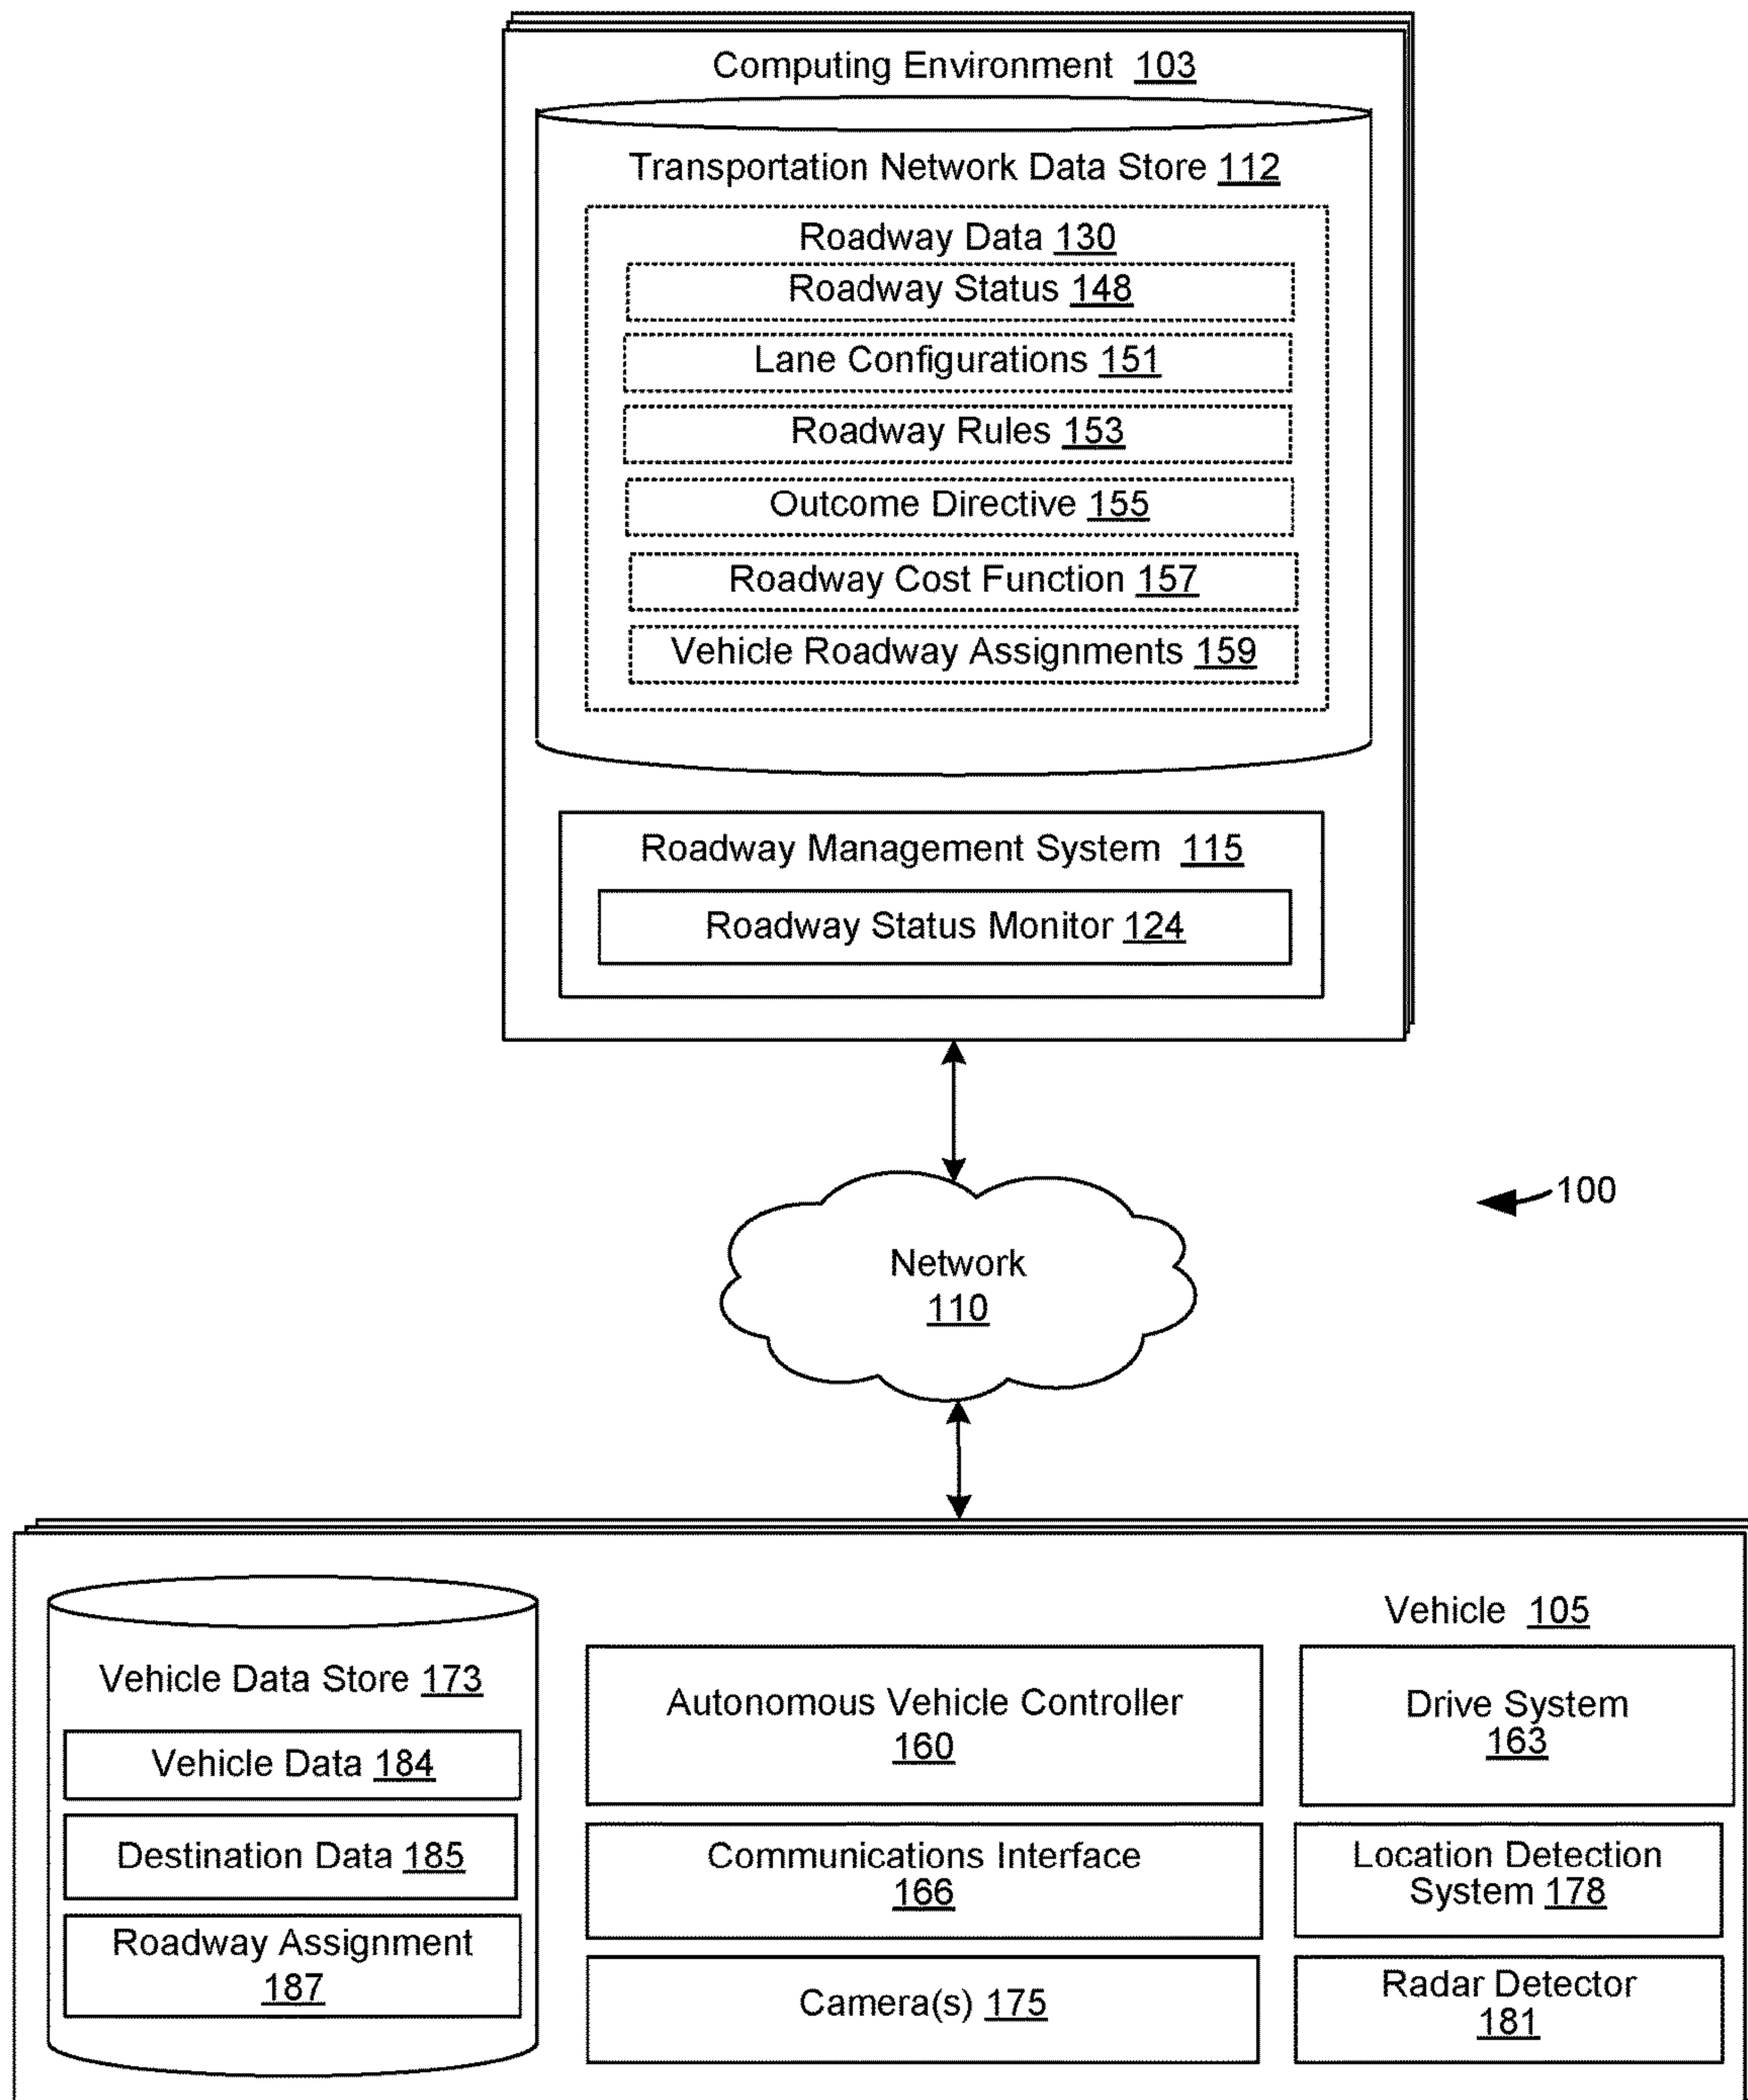 Computing Environment 103
Transportation Network Data Store 112
Roadway Data 130
Roadway Status 148
Lane Configurations 151
Roadway Rules 153
Outcome Directive 155
Roadway Cost Function 157
Vehicle Roadway Assignments 159
Roadway Management System 115
Roadway Status Monitor 124
100
Network
110
Vehicle 105
Vehicle Data Store 173
Vehicle Data 184
Destination Data 185
Roadway Assignment
187
Autonomous Vehicle Controller
160
Drive System
163
Communications Interface
166
Location Detection
System 178
Camera(s) 175
Radar Detector
181